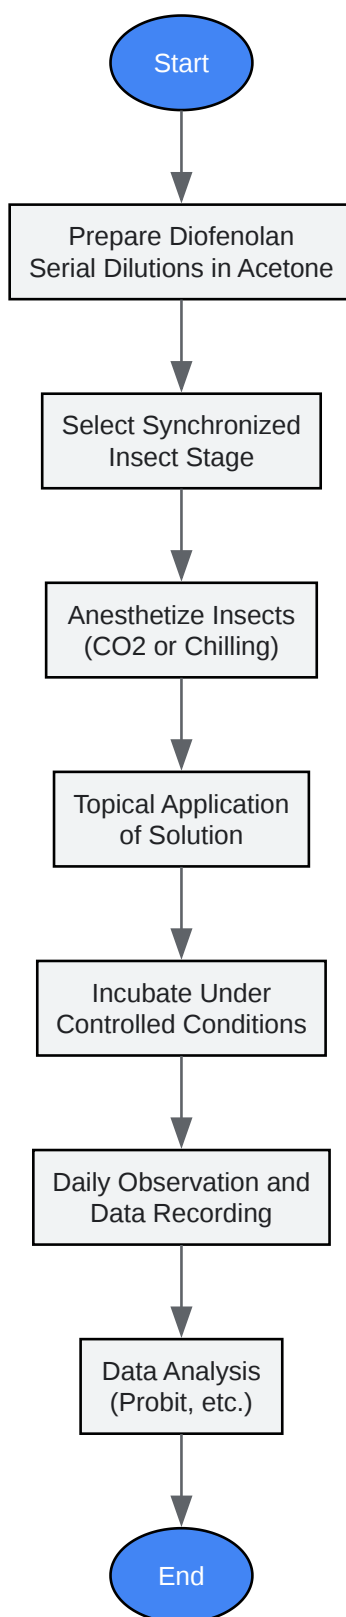 Start
Prepare Diofenolan
Serial Dilutions in Acetone
Select Synchronized
Insect Stage
Anesthetize Insects
(CO2 or Chilling)
Topical Application
of Solution
Incubate Under
Controlled Conditions
Daily Observation and
Data Recording
Data Analysis
(Probit, etc.)
End